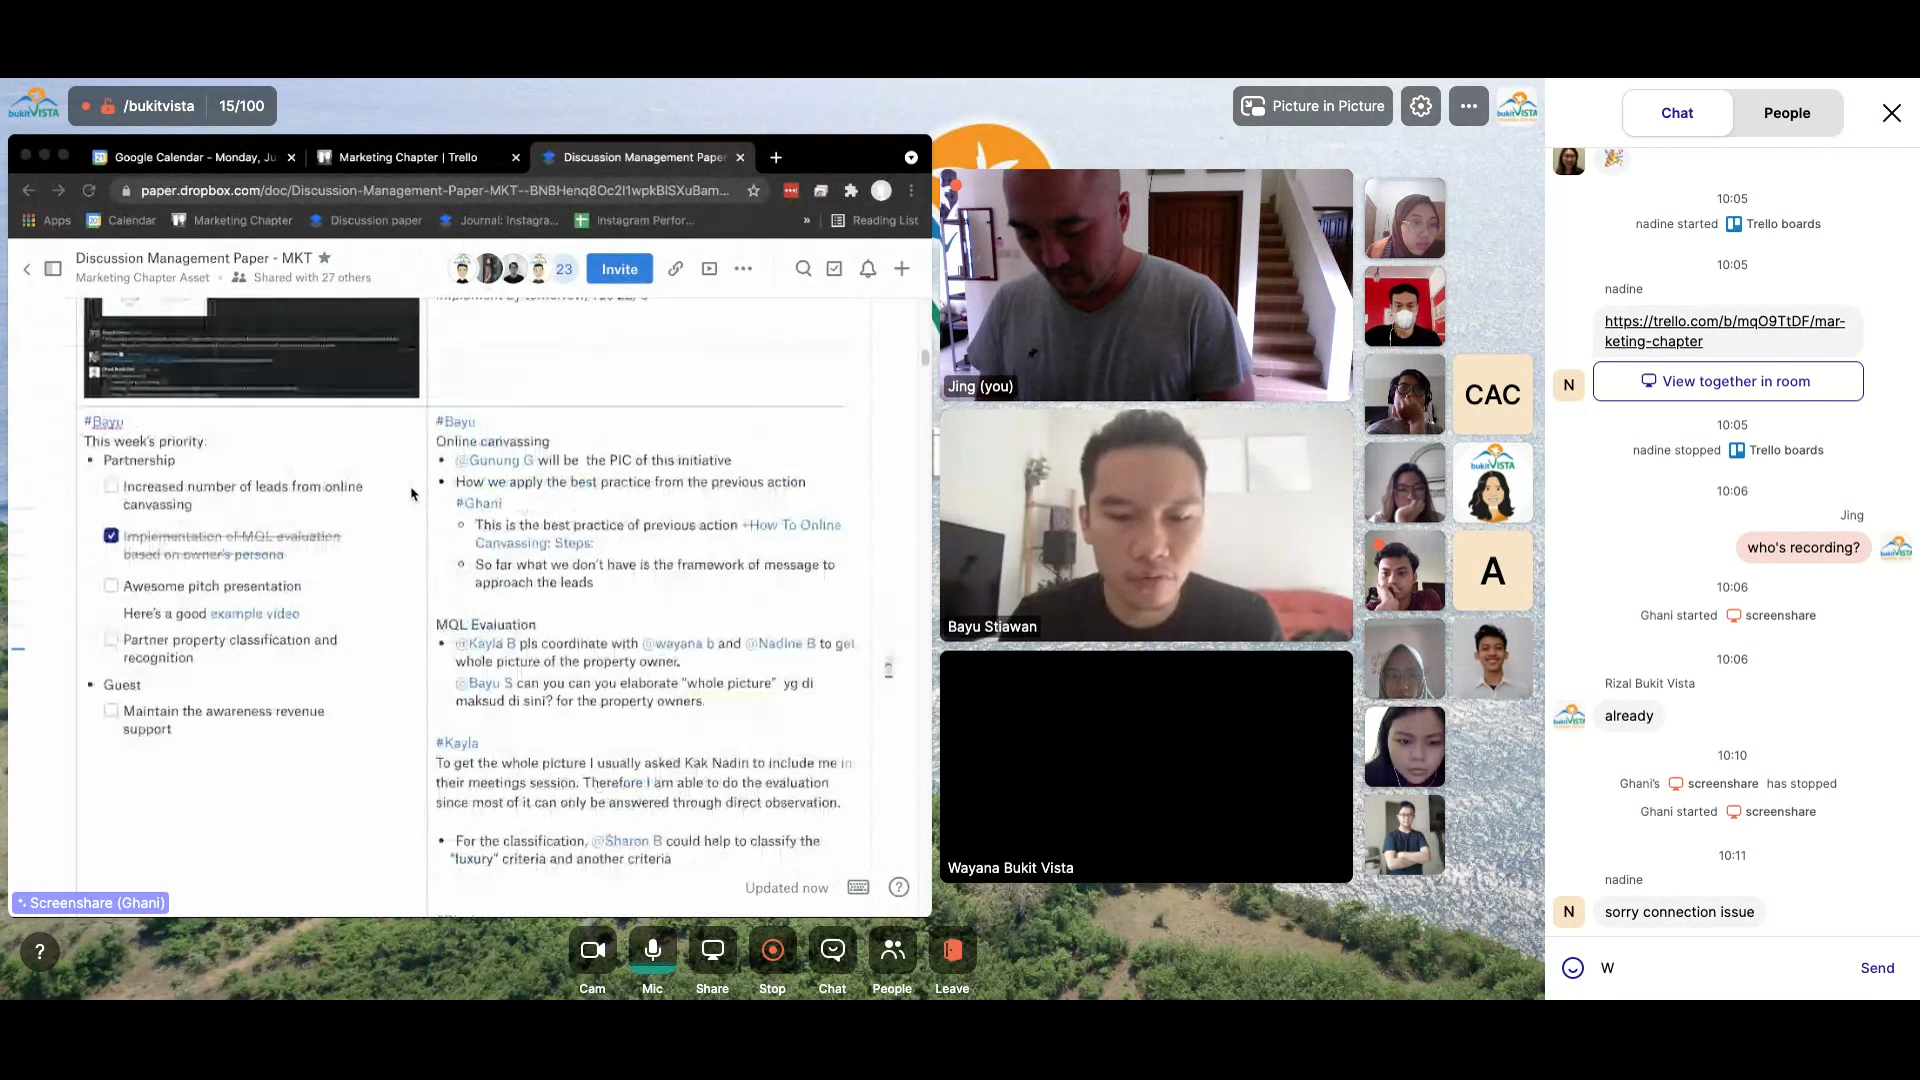 bukitVISTA
/bukitvista
15/100
Picture in Picture
bukitVISTA
Google Calendar - Monday, Ju
Marketing Chapter | Trello
Discussion Management Paper
paper.dropbox.com/doc/Discussion-Management-Paper-MKT--BNBHenq8Oc2I1wpkBlSXuBam...
Apps
Calendar
Marketing Chapter
Discussion paper
Journal: Instagra...
Instagram Perfor...
»
Reading List
Discussion Management Paper - MKT
Marketing Chapter Asset
Shared with 27 others
23
Invite
#Bayu
This week's priority:
• Partnership
Increased number of leads from online
canvassing
Implementation of MQL evaluation
based on owner's persona
Awesome pitch presentation
Here's a good example video
Partner property classification and
recognition
• Guest
Maintain the awareness revenue
support
#Bayu
Online canvassing
• @Gunung G will be the PIC of this initiative
• How we apply the best practice from the previous action
#Ghani
○ This is the best practice of previous action +How To Online
Canvassing: Steps:
○ So far what we don't have is the framework of message to
approach the leads
MQL Evaluation
• @Kayla B pls coordinate with @wayana b and @Nadine B to get
whole picture of the property owner.
@Bayu S can you can you elaborate "whole picture" yg di
maksud di sini? for the property owners.
#Kayla
To get the whole picture I usually asked Kak Nadin to include me in
their meetings session. Therefore I am able to do the evaluation
since most of it can only be answered through direct observation.
• For the classification, @Sharon B could help to classify the
"luxury" criteria and another criteria
Updated now
Screenshare (Ghani)
Jing (you)
Bayu Stiawan
Wayana Bukit Vista
CAC
bukitVISTA
A
?
Cam
Mic
Share
Stop
Chat
People
Leave
Chat
People
10:05
nadine started Trello boards
10:05
nadine
https://trello.com/b/mqO9TtDF/mar-
keting-chapter
N
View together in room
10:05
nadine stopped Trello boards
10:06
Jing
who's recording?
10:06
Ghani started screenshare
10:06
Rizal Bukit Vista
already
10:10
Ghani's screenshare has stopped
Ghani started screenshare
10:11
nadine
N
sorry connection issue
W
Send